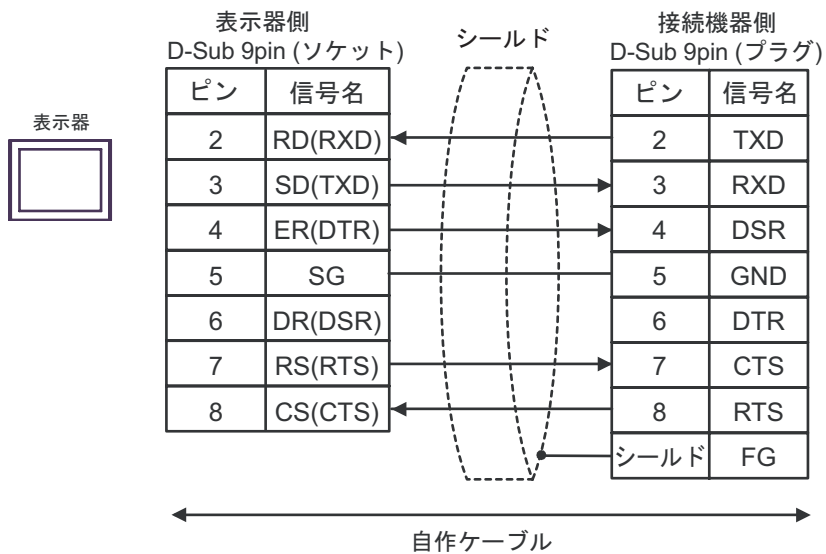 表示器側
D-Sub 9pin (ソケット)
シールド
接続機器側
D-Sub 9pin (プラグ)
表示器
ピン 信号名 ピン 信号名
2 RD(RXD) 2 TXD
3 SD(TXD) 3 RXD
4 ER(DTR) 4 DSR
5 SG 5 GND
6 DR(DSR) 6 DTR
7 RS(RTS) 7 CTS
8 CS(CTS) 8 RTS
シールド FG
自作ケーブル